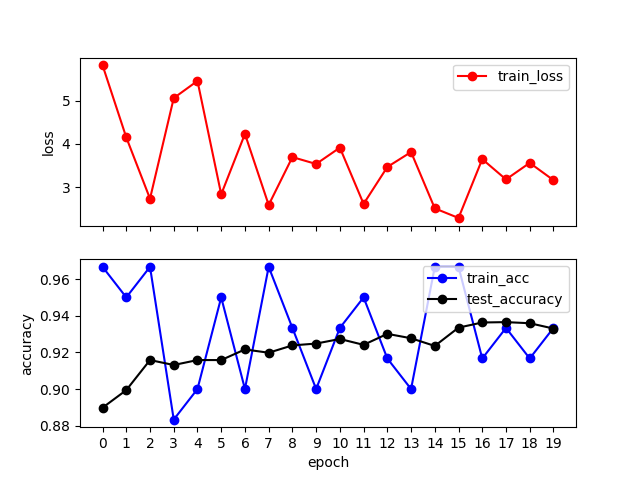 train_loss
loss
5
4
3
train_acc
test_accuracy
accuracy
0.96
0.94
0.92
0.90
0.88
0 1 2 3 4 5 6 7 8 9 10 11 12 13 14 15 16 17 18 19
epoch